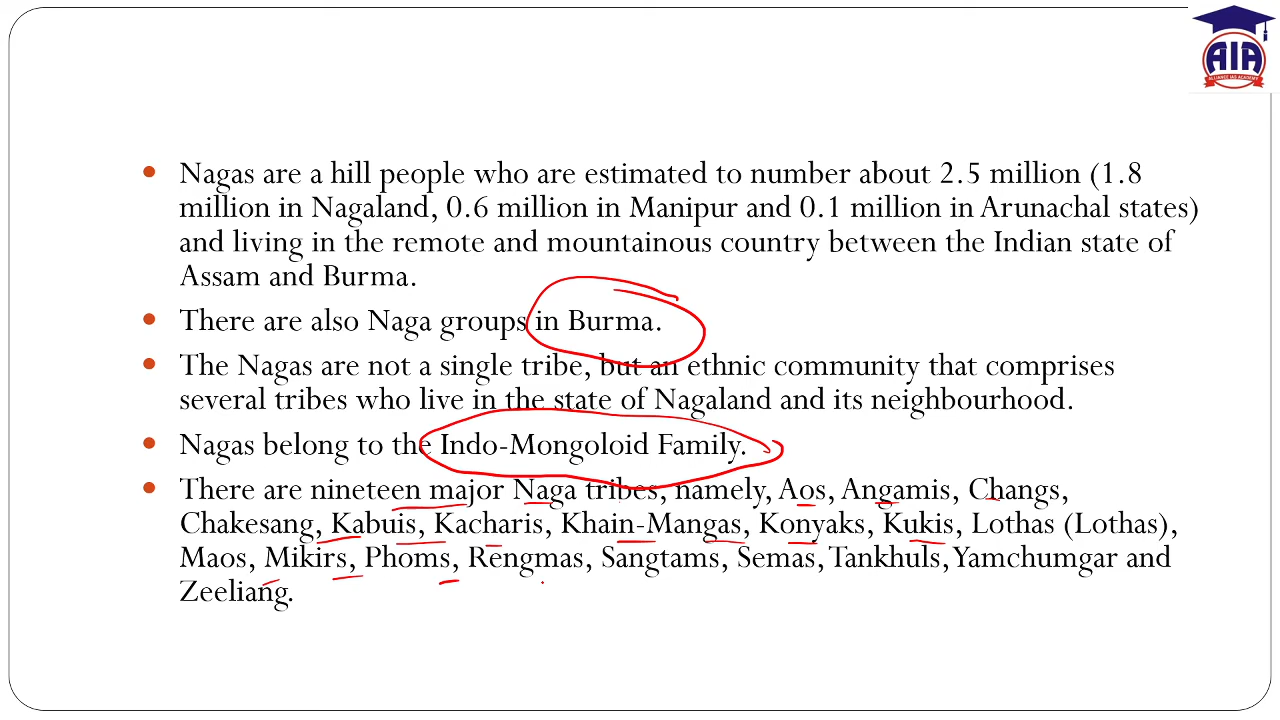 AIA
ALLIANCE IAS ACADEMY
• Nagas are a hill people who are estimated to number about 2.5 million (1.8
million in Nagaland, 0.6 million in Manipur and 0.1 million in Arunachal states)
and living in the remote and mountainous country between the Indian state of
Assam and Burma.
• There are also Naga groups in Burma.
• The Nagas are not a single tribe, but an ethnic community that comprises
several tribes who live in the state of Nagaland and its neighbourhood.
• Nagas belong to the Indo-Mongoloid Family.
• There are nineteen major Naga tribes, namely, Aos, Angamis, Changs,
Chakesang, Kabuis, Kacharis, Khain-Mangas, Konyaks, Kukis, Lothas (Lothas),
Maos, Mikirs, Phoms, Rengmas, Sangtams, Semas, Tankhuls, Yamchumgar and
Zeeliang.